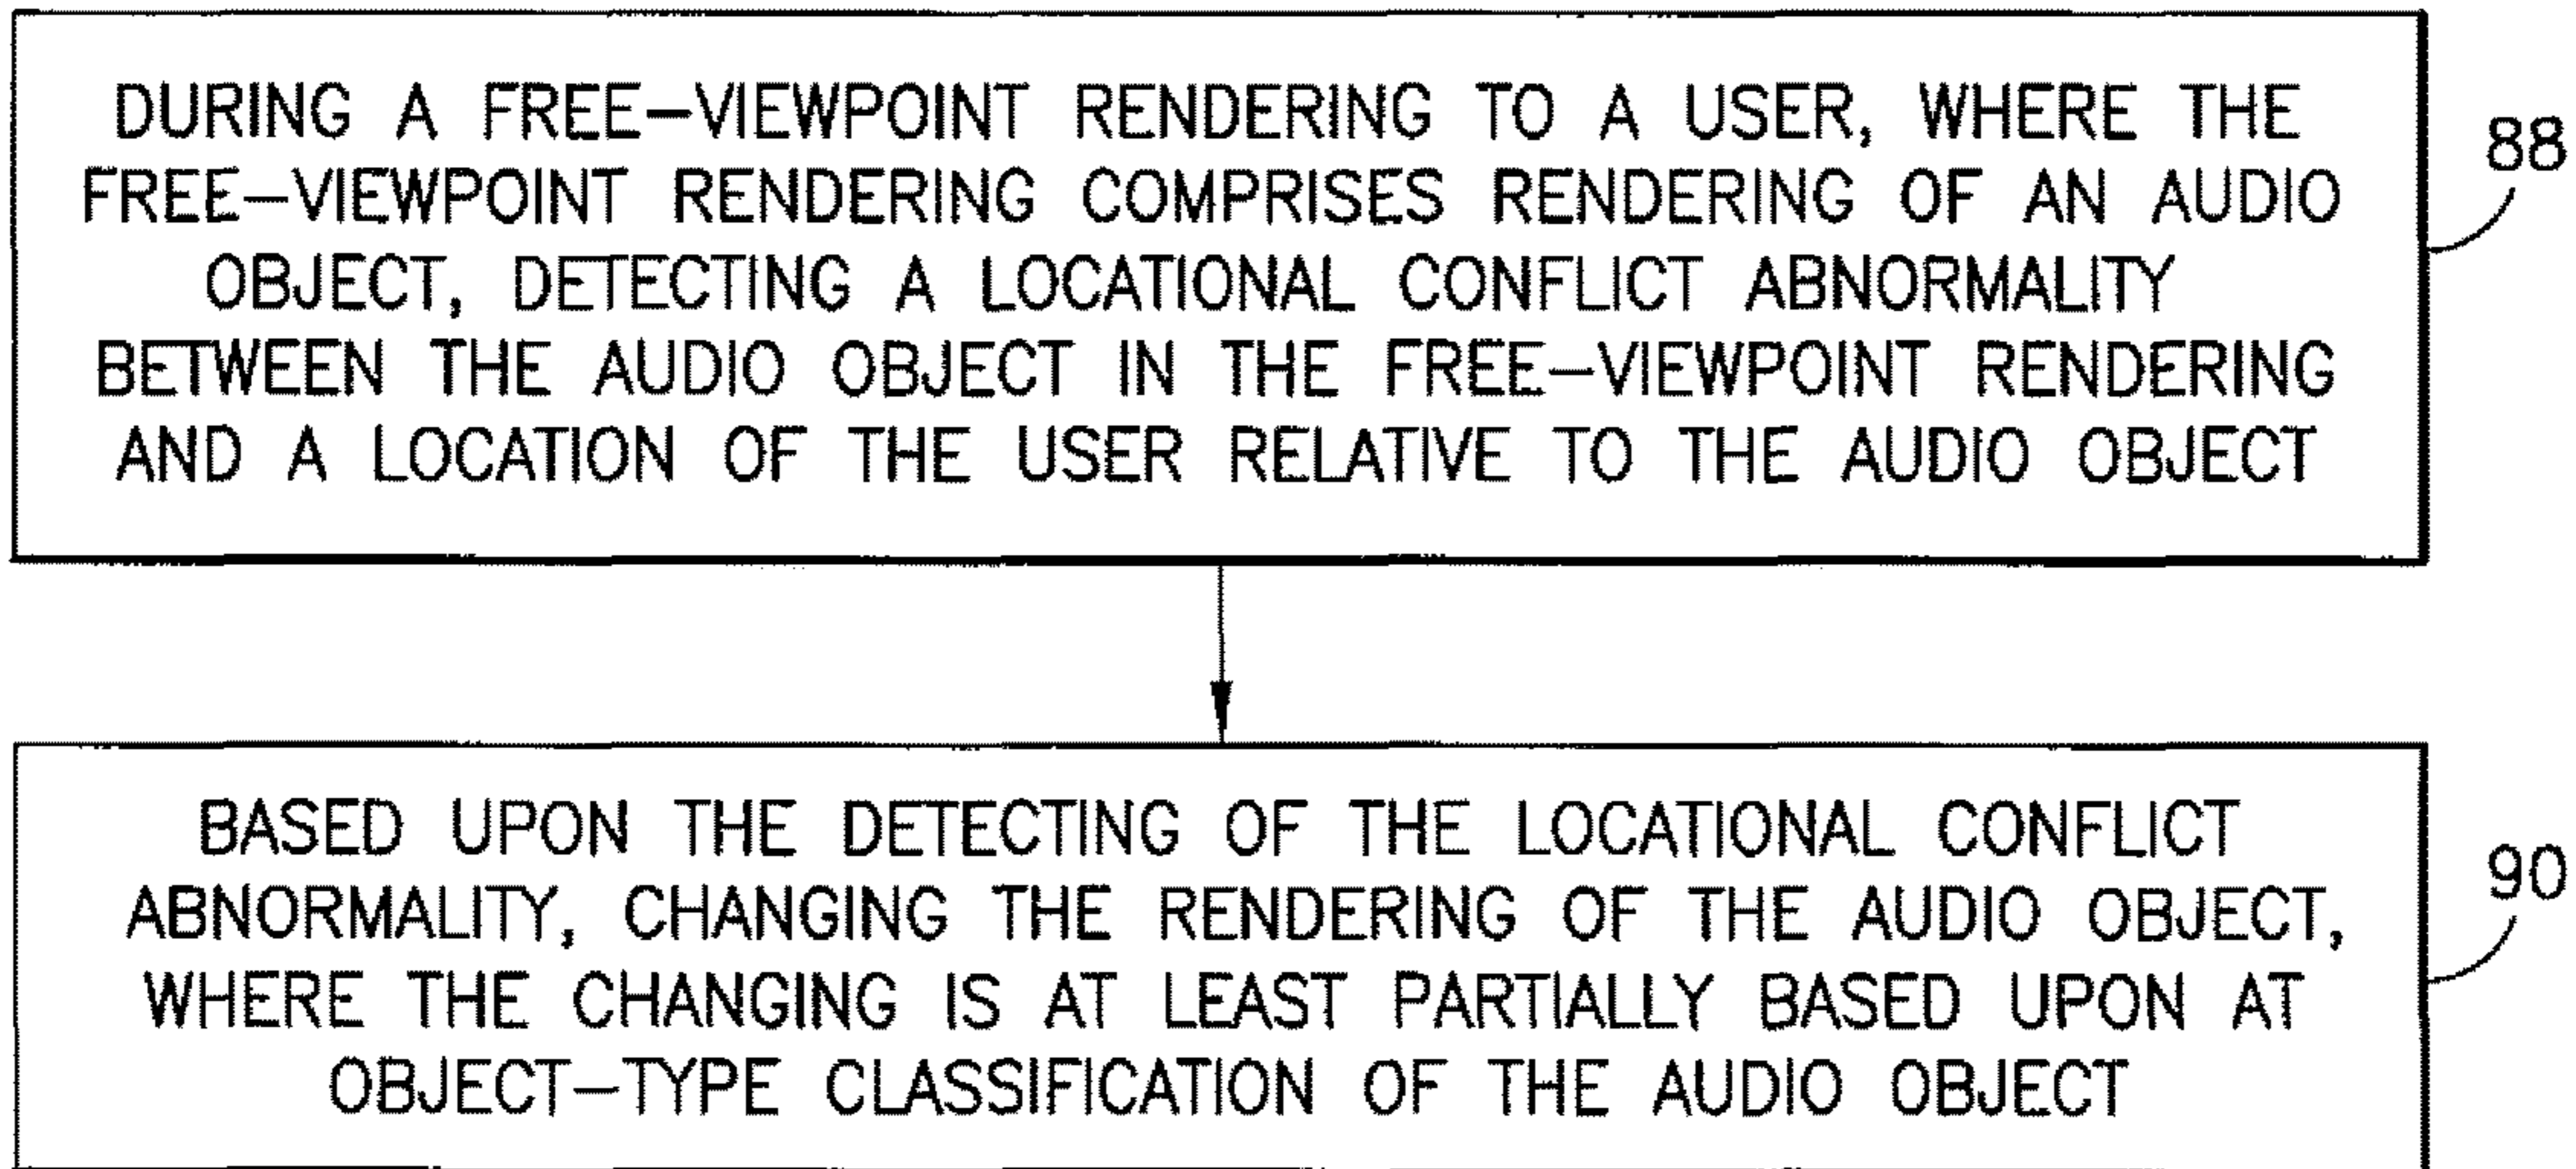 DURING A FREE–VIEWPOINT RENDERING TO A USER, WHERE THE
FREE–VIEWPOINT RENDERING COMPRISES RENDERING OF AN AUDIO
OBJECT, DETECTING A LOCATIONAL CONFLICT ABNORMALITY
BETWEEN THE AUDIO OBJECT IN THE FREE–VIEWPOINT RENDERING
AND A LOCATION OF THE USER RELATIVE TO THE AUDIO OBJECT
88
BASED UPON THE DETECTING OF THE LOCATIONAL CONFLICT
ABNORMALITY, CHANGING THE RENDERING OF THE AUDIO OBJECT,
WHERE THE CHANGING IS AT LEAST PARTIALLY BASED UPON AT
OBJECT–TYPE CLASSIFICATION OF THE AUDIO OBJECT
90